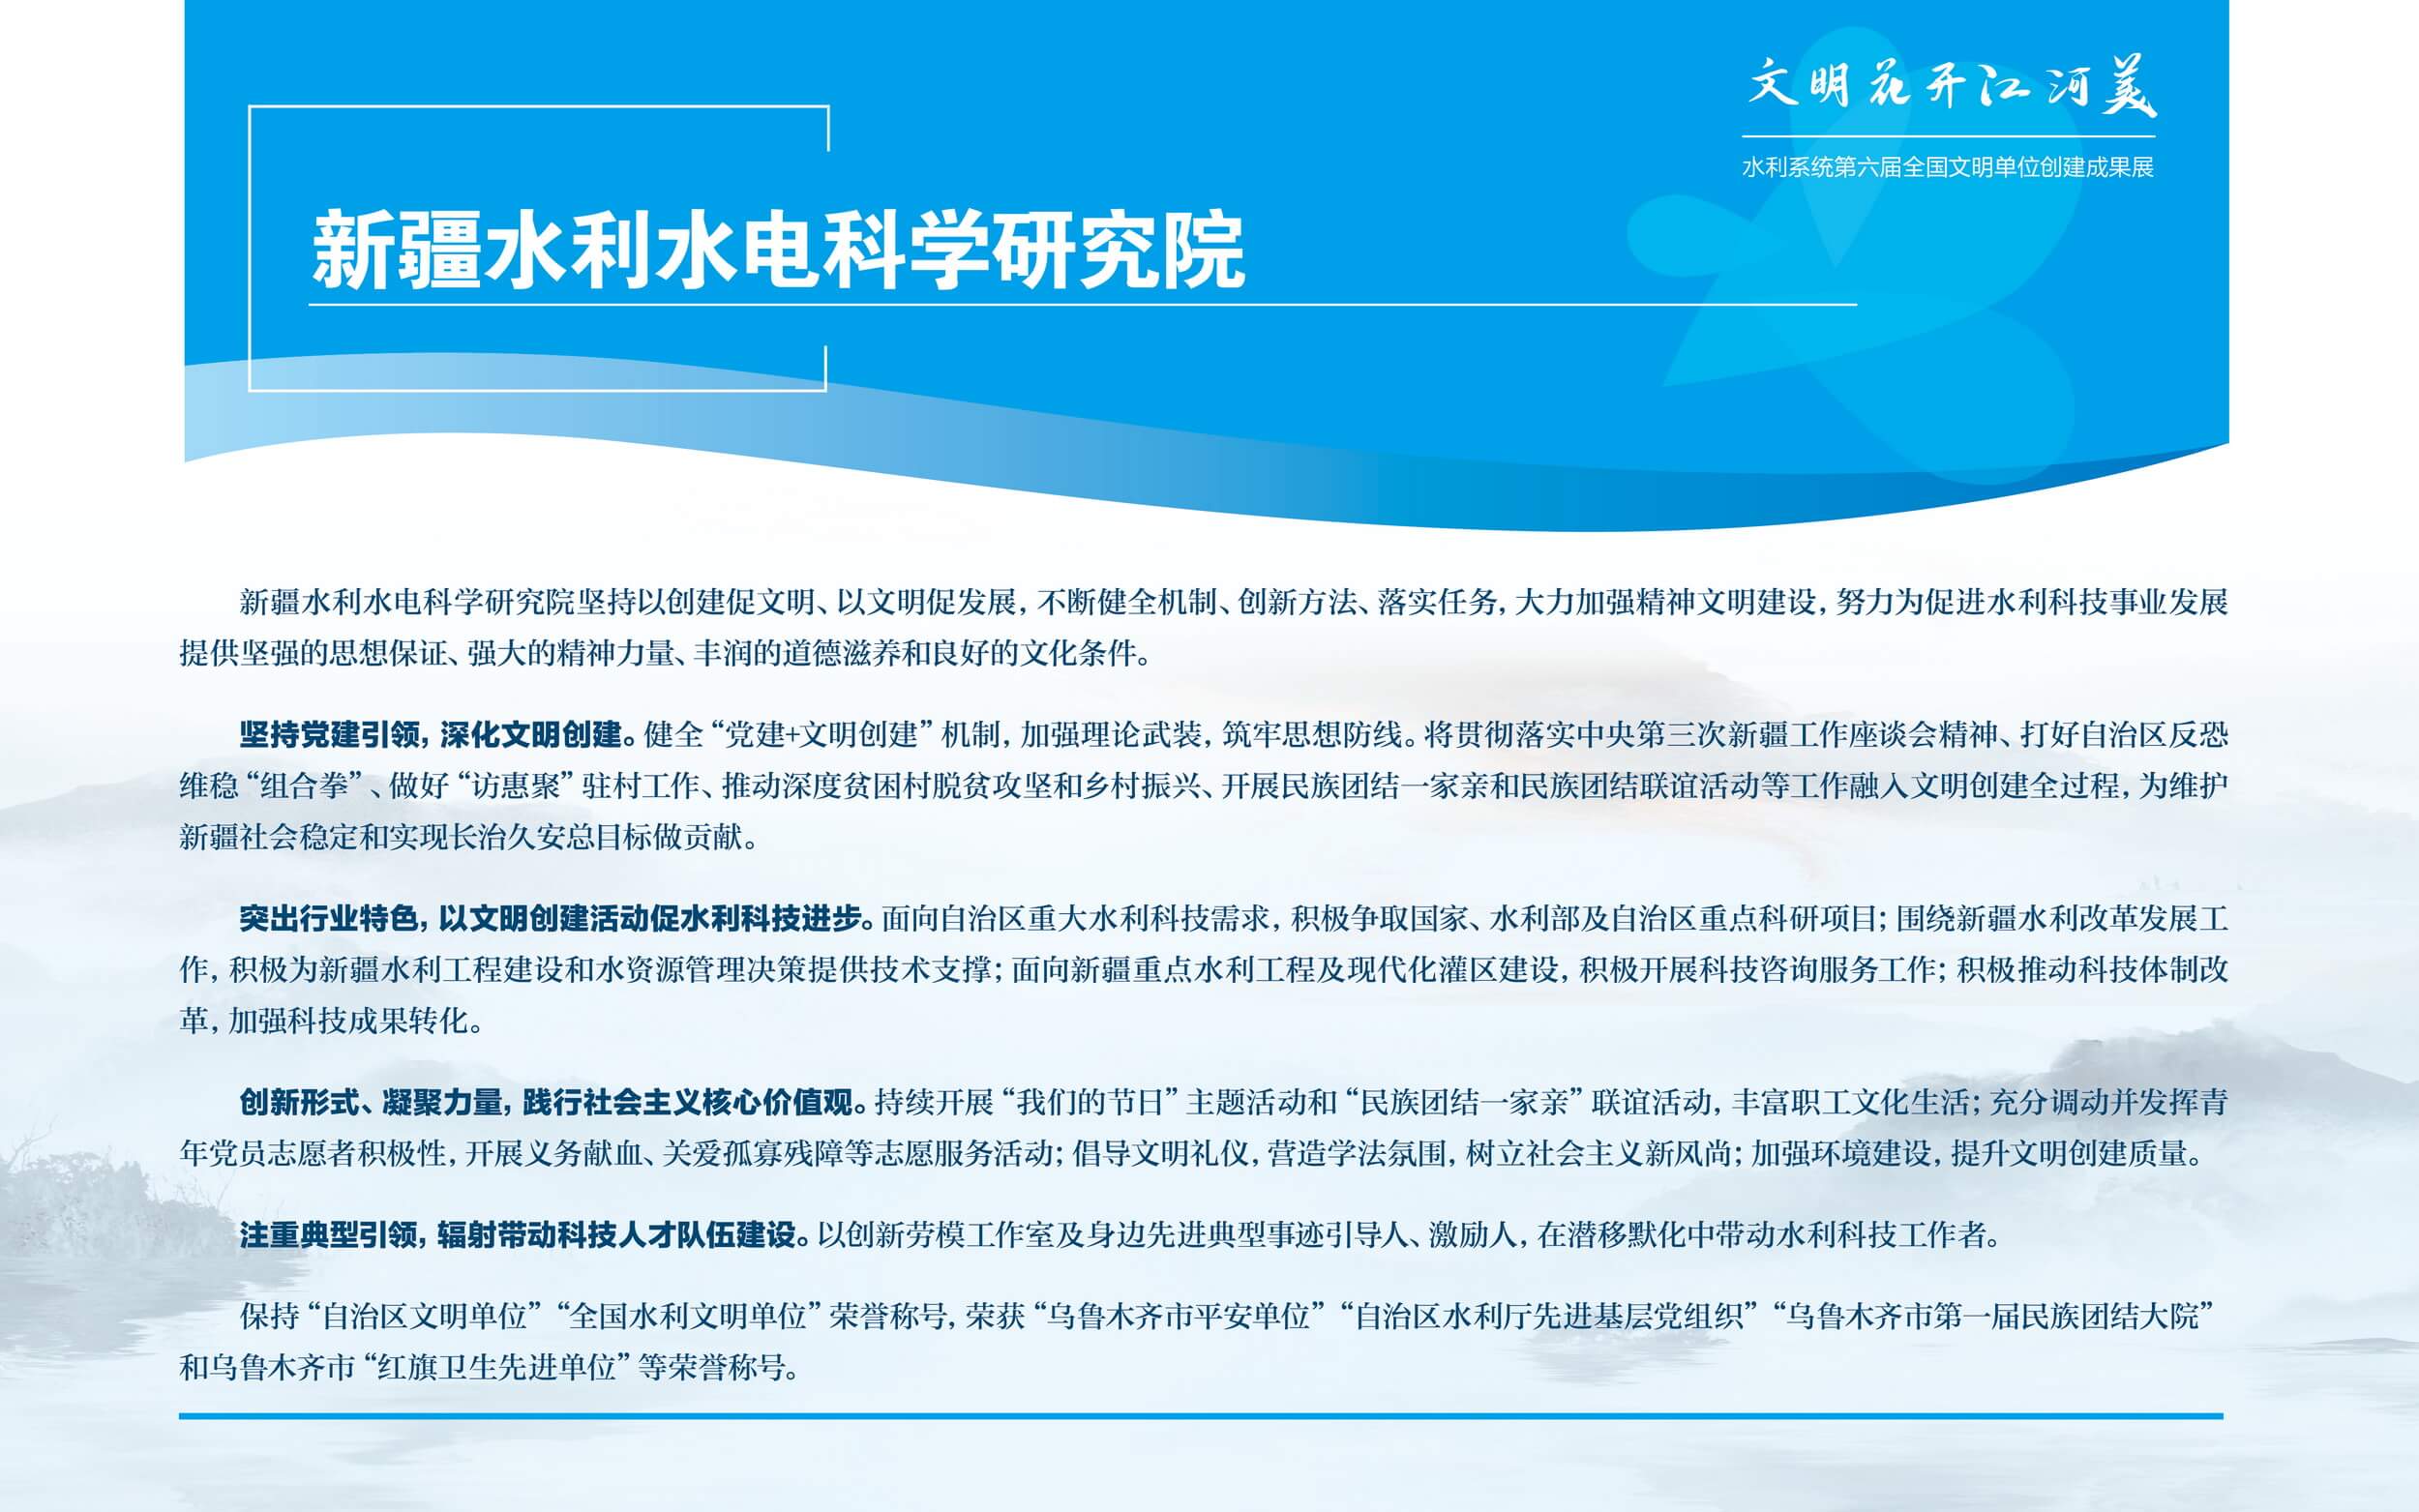 文明花开江河美
水利系统第六届全国文明单位创建成果展
新疆水利水电科学研究院
新疆水利水电科学研究院坚持以创建促文明、以文明促发展，不断健全机制、创新方法、落实任务，大力加强精神文明建设，努力为促进水利科技事业发展
提供坚强的思想保证、强大的精神力量、丰润的道德滋养和良好的文化条件。
坚持党建引领，深化文明创建。健全“党建+文明创建”机制，加强理论武装，筑牢思想防线。将贯彻落实中央第三次新疆工作座谈会精神、打好自治区反恐
维稳“组合拳”、做好“访惠聚”驻村工作、推动深度贫困村脱贫攻坚和乡村振兴、开展民族团结一家亲和民族团结联谊活动等工作融入文明创建全过程，为维护
新疆社会稳定和实现长治久安总目标做贡献。
突出行业特色，以文明创建活动促水利科技进步。面向自治区重大水利科技需求，积极争取国家、水利部及自治区重点科研项目；围绕新疆水利改革发展工
作，积极为新疆水利工程建设和水资源管理决策提供技术支撑；面向新疆重点水利工程及现代化灌区建设，积极开展科技咨询服务工作；积极推动科技体制改
革，加强科技成果转化。
创新形式、凝聚力量，践行社会主义核心价值观。持续开展“我们的节日”主题活动和“民族团结一家亲”联谊活动，丰富职工文化生活；充分调动并发挥青
年党员志愿者积极性，开展义务献血、关爱孤寡残障等志愿服务活动；倡导文明礼仪，营造学法氛围，树立社会主义新风尚；加强环境建设，提升文明创建质量。
注重典型引领，辐射带动科技人才队伍建设。以创新劳模工作室及身边先进典型事迹引导人、激励人，在潜移默化中带动水利科技工作者。
保持“自治区文明单位”“全国水利文明单位”荣誉称号，荣获“乌鲁木齐市平安单位”“自治区水利厅先进基层党组织”“乌鲁木齐市第一届民族团结大院”
和乌鲁木齐市“红旗卫生先进单位”等荣誉称号。